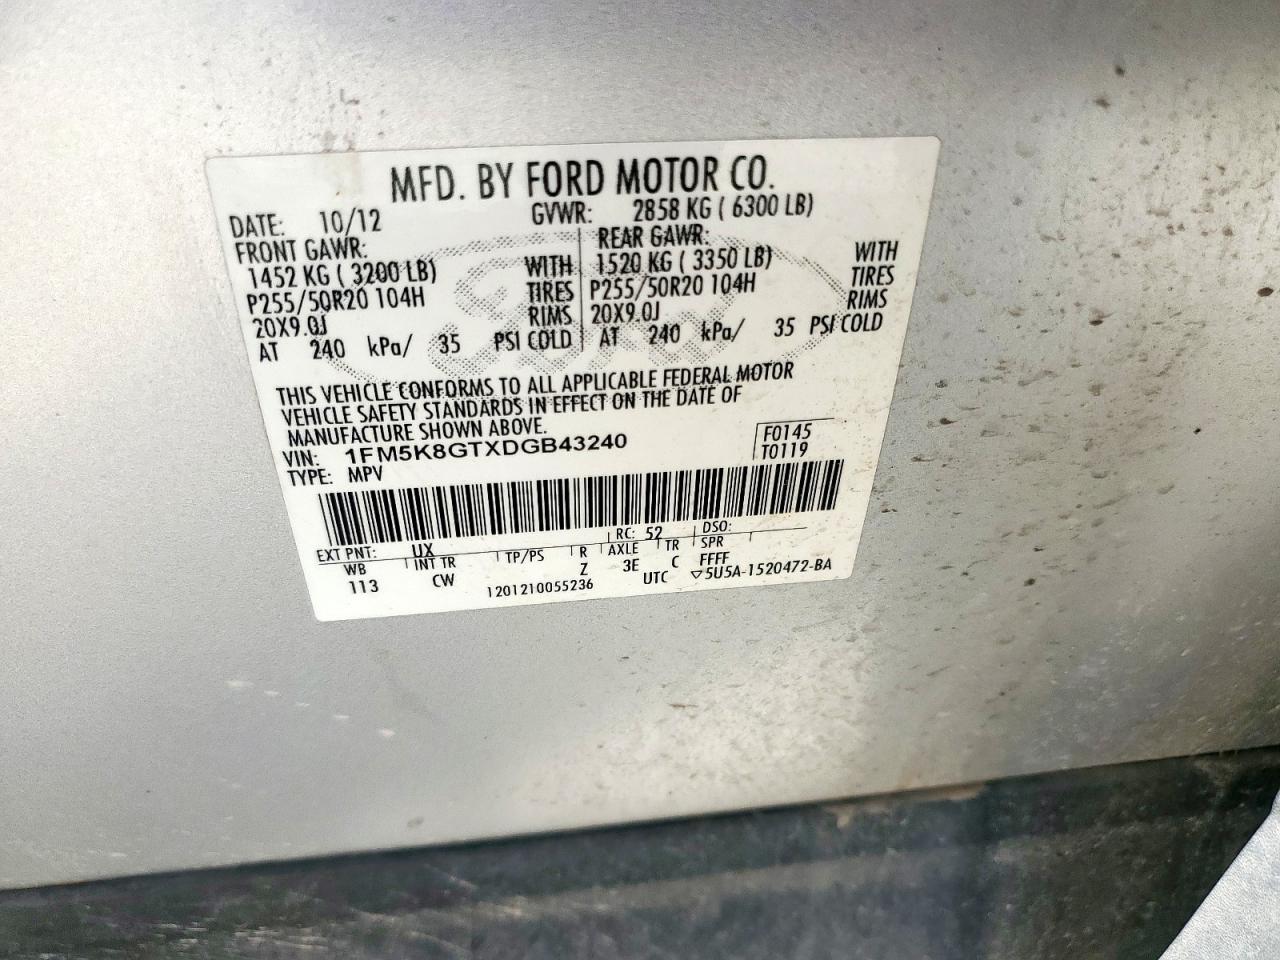 MFD. BY FORD MOTOR CO.
DATE: 10/12 GVWR: 2858 KG ( 6300 LB)
FRONT GAWR: REAR GAWR:
1452 KG ( 3200 LB) WITH 1520 KG ( 3350 LB) WITH
P255/50R20 104H TIRES P255/50R20 104H TIRES
20X9.0J RIMS 20X9.0J RIMS
AT 240 kPa/ 35 PSI COLD AT 240 kPa/ 35 PSI COLD
THIS VEHICLE CONFORMS TO ALL APPLICABLE FEDERAL MOTOR
VEHICLE SAFETY STANDARDS IN EFFECT ON THE DATE OF
MANUFACTURE SHOWN ABOVE.
VIN: 1FM5K8GTXDGB43240 F0145
TYPE: MPV T0119
EXT PNT: UX RC: 52 DSO:
WB INT TR TP/PS R AXLE TR SPR
113 CW Z 3E C FFFF
1201210055236 UTC ▽5U5A-1520472-BA